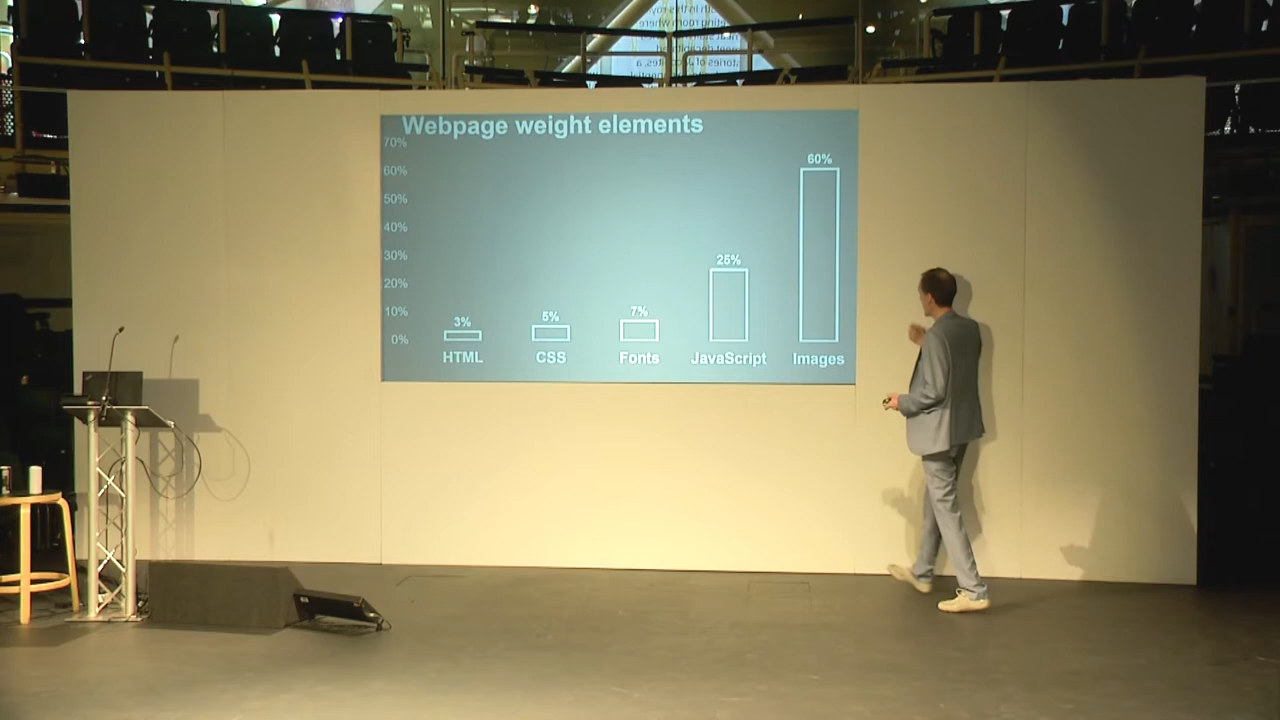 Webpage weight elements
70%
60%
50%
40%
30%
20%
10%
0%
3%
5%
7%
25%
60%
HTML
CSS
Fonts
JavaScript
Images